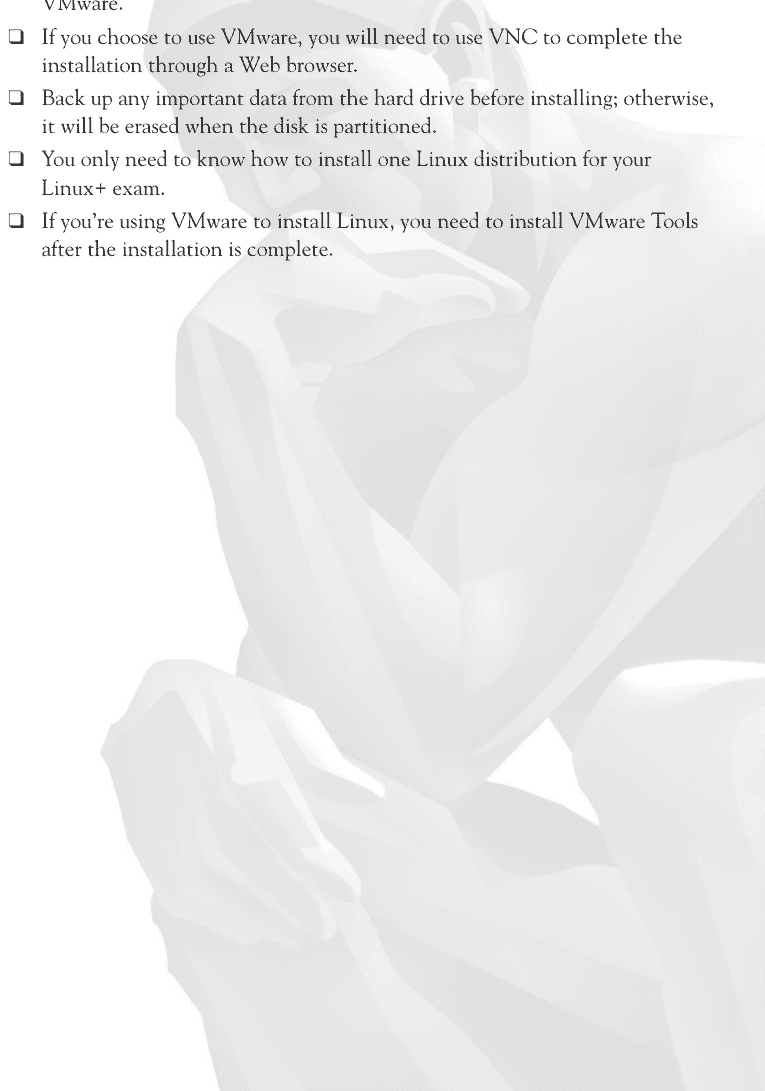 VMware.
❑ If you choose to use VMware, you will need to use VNC to complete the
installation through a Web browser.
❑ Back up any important data from the hard drive before installing; otherwise,
it will be erased when the disk is partitioned.
❑ You only need to know how to install one Linux distribution for your
Linux+ exam.
❑ If you’re using VMware to install Linux, you need to install VMware Tools
after the installation is complete.